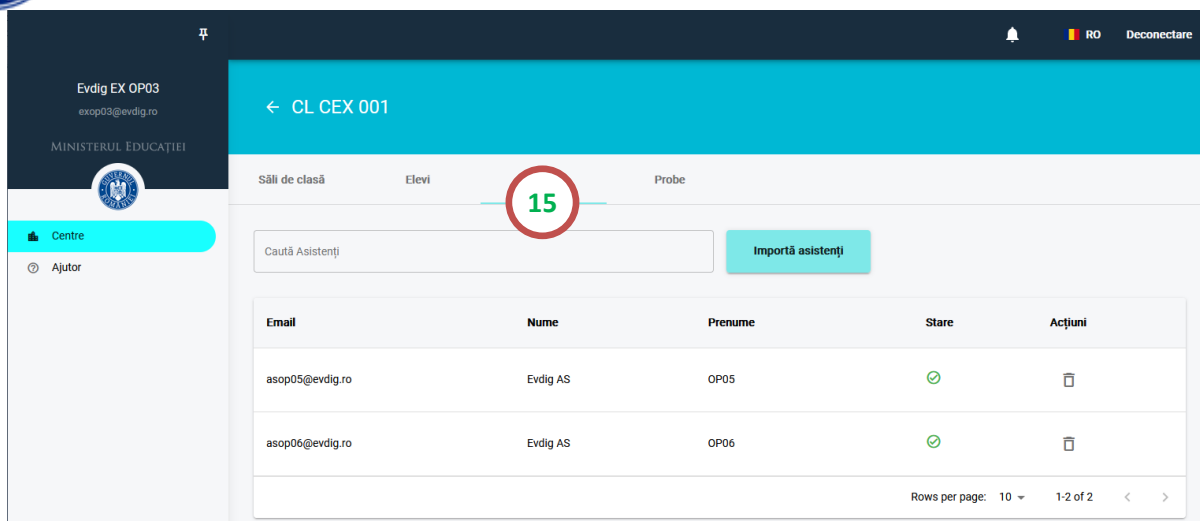 RO Deconectare
Evdig EX OP03
exop03@evdig.ro
MINISTERUL EDUCAȚIEI
GUVERNUL ROMÂNIEI
Centre
Ajutor
← CL CEX 001
Săli de clasă Elevi 15 Probe
Caută Asistenți Importă asistenți
Email Nume Prenume Stare Acțiuni
asop05@evdig.ro Evdig AS OP05
asop06@evdig.ro Evdig AS OP06
Rows per page: 10 1-2 of 2 < >